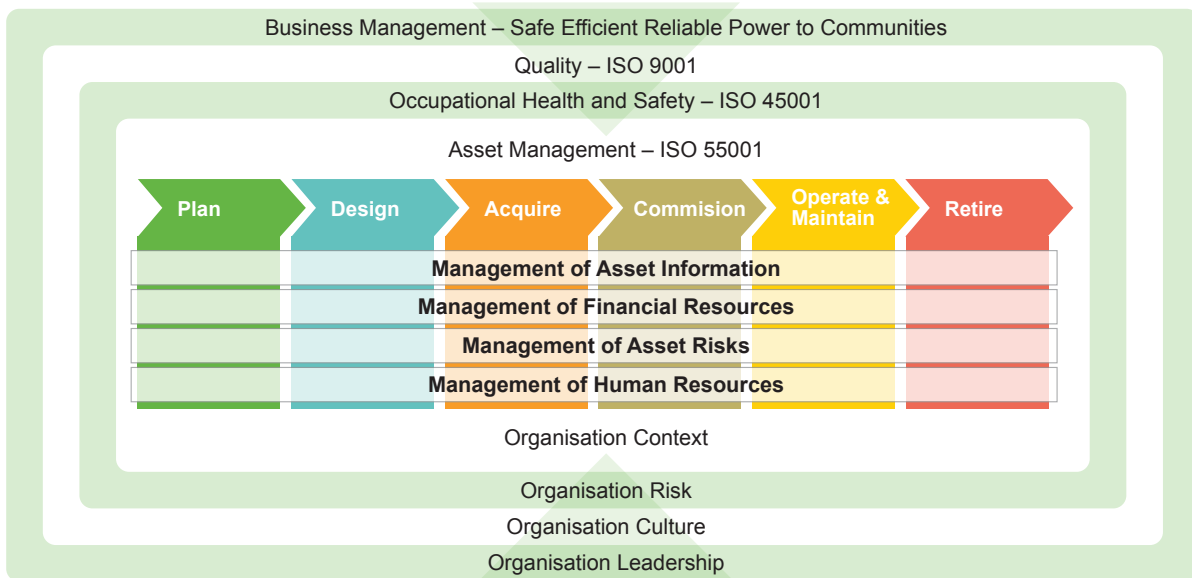 Business Management – Safe Efficient Reliable Power to Communities
Quality – ISO 9001
Occupational Health and Safety – ISO 45001
Asset Management – ISO 55001
Plan
Design
Acquire
Commision
Operate &
Maintain
Retire
Management of Asset Information
Management of Financial Resources
Management of Asset Risks
Management of Human Resources
Organisation Context
Organisation Risk
Organisation Culture
Organisation Leadership